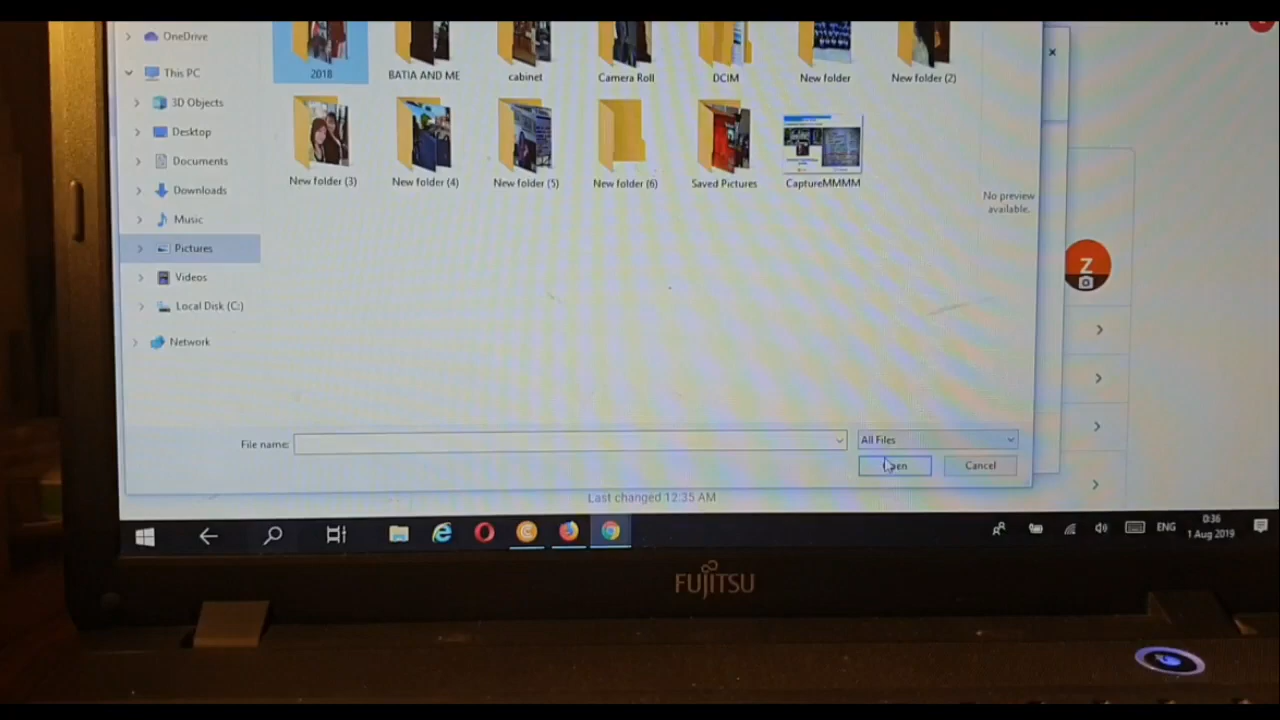 OneDrive
This PC
3D Objects
Desktop
Documents
Downloads
Music
Pictures
Videos
Local Disk (C:)
Network
2018
BATIA AND ME
cabinet
Camera Roll
DCIM
New folder
New folder (2)
New folder (3)
New folder (4)
New folder (5)
New folder (6)
Saved Pictures
CaptureMMMM
No preview
available.
Z
File name:
All Files
Cancel
Last changed 12:35 AM
ENG
0:36
1 Aug 2019
FUJITSU